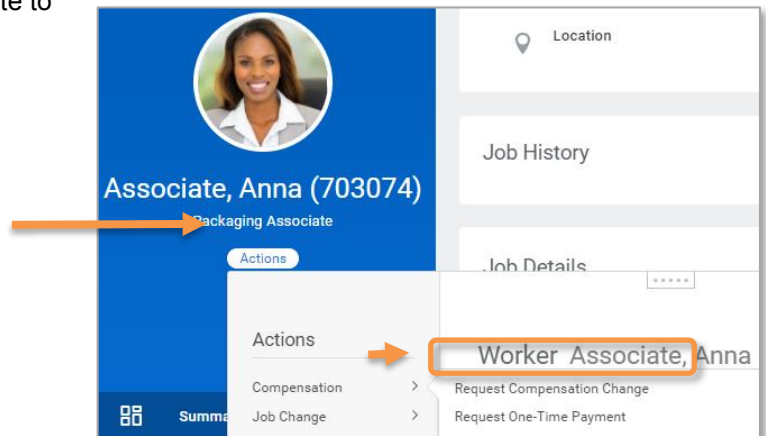 te to
Location
Job History
Associate, Anna (703074)
Packaging Associate
Actions
Job Details
Actions
Worker Associate, Anna
Compensation
Request Compensation Change
Summa
Job Change
Request One-Time Payment